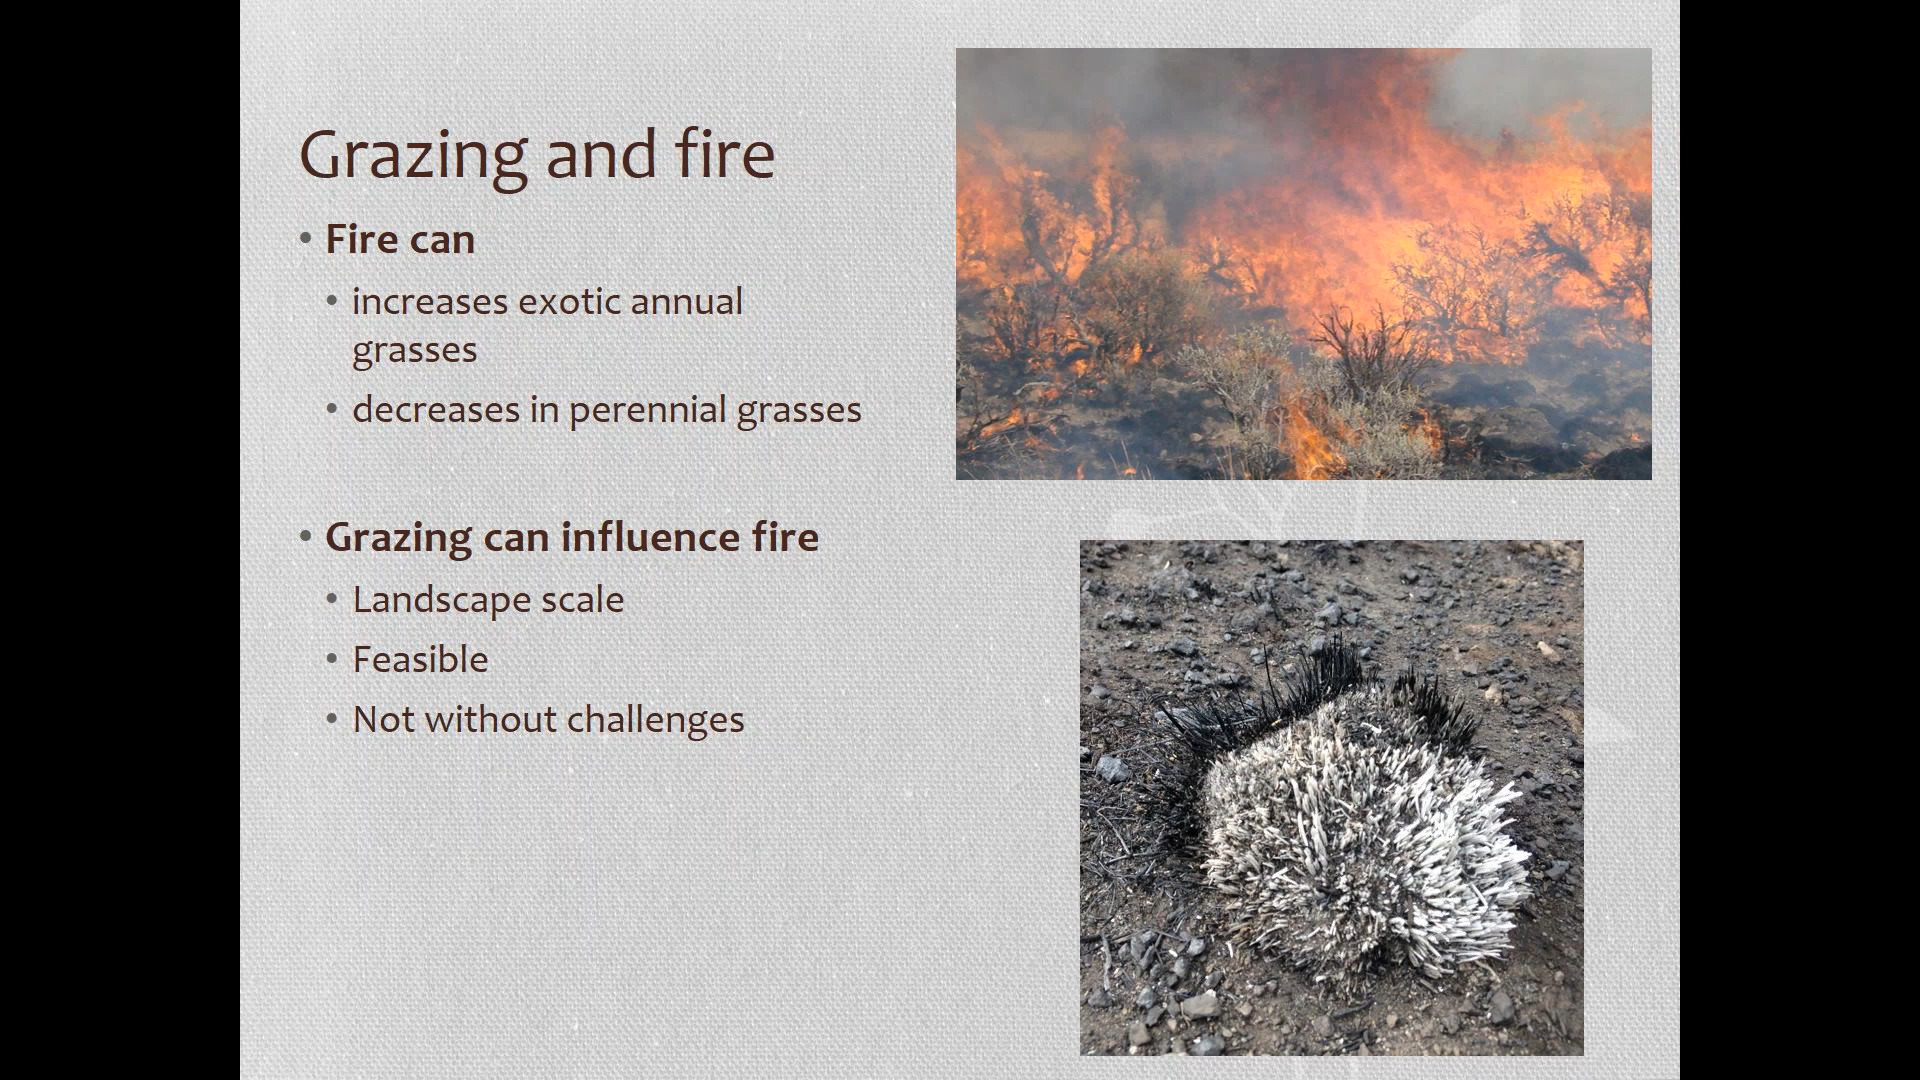 Grazing and fire
• Fire can
• increases exotic annual
grasses
• decreases in perennial grasses
• Grazing can influence fire
• Landscape scale
• Feasible
• Not without challenges